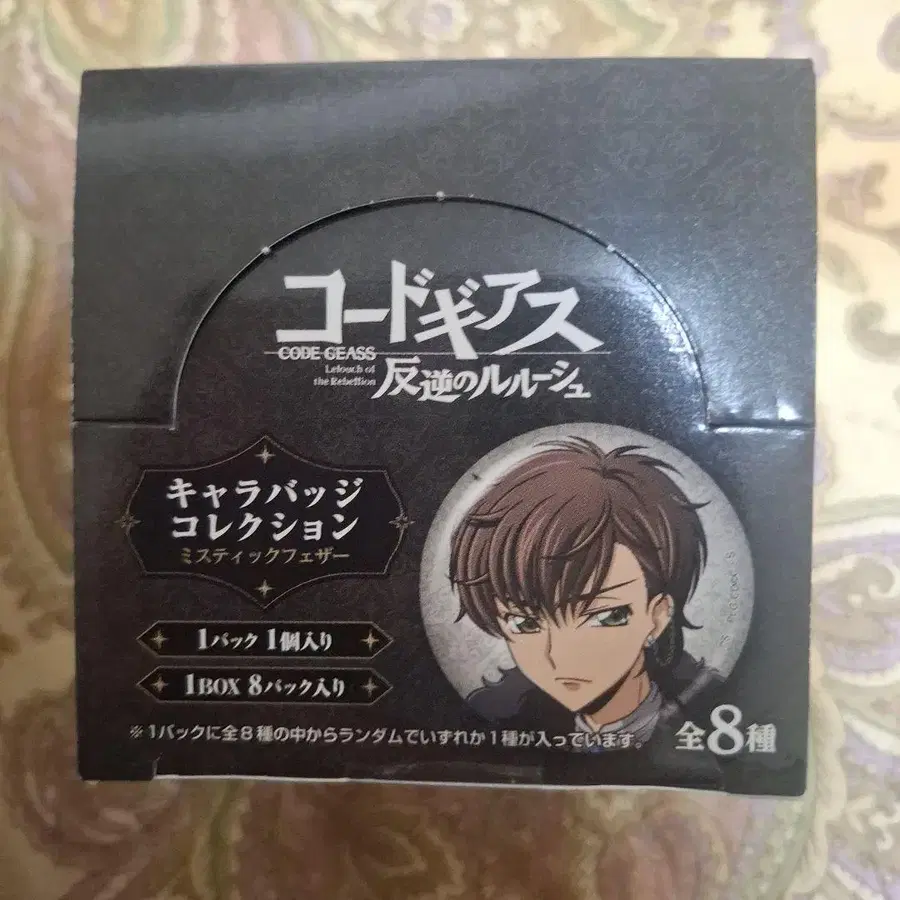 コードギアス
CODE GEASS
Lelouch of
the Rebellion
反逆のルルーシュ
キャラバッジ
コレクション
ミスティックフェザー
1パック 1個入り
1BOX 8パック入り
※1パックに全8種の中からランダムでいずれか1種が入っています。
全8種